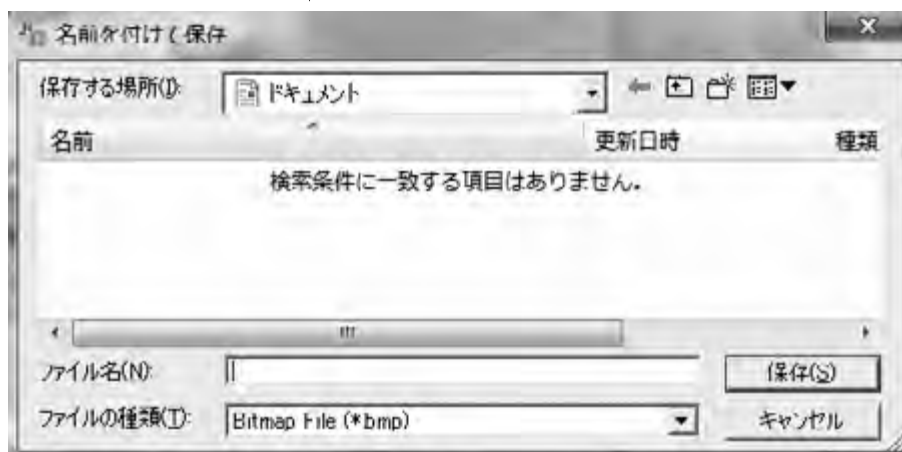 名前を付けて保存
保存する場所(I):
ドキュメント
名前 更新日時 種類
検索条件に一致する項目はありません。
ファイル名(N):
保存(S)
ファイルの種類(T):
Bitmap File (*bmp)
キャンセル